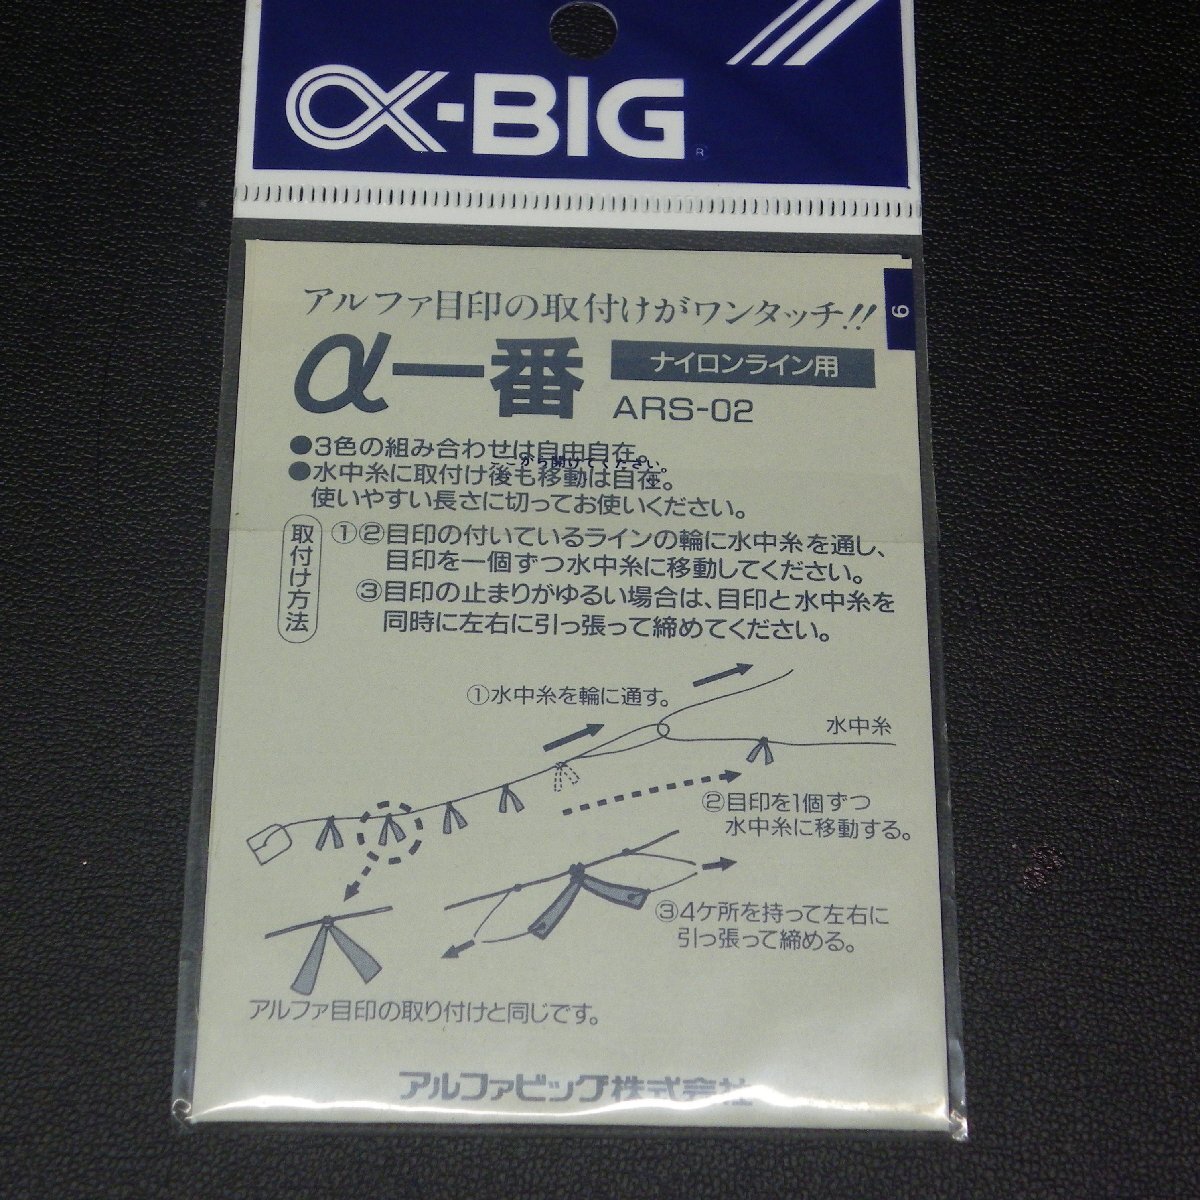 α-BIG
アルファ目印の取付けがワンタッチ!!
6
α一番
ナイロンライン用
ARS-02
●3色の組み合わせは自由自在。
●水中糸に取付け後も移動は自在。
使いやすい長さに切ってお使いください。
取付け方法
①②目印の付いているラインの輪に水中糸を通し、
目印を一個ずつ水中糸に移動してください。
③目印の止まりがゆるい場合は、目印と水中糸を
同時に左右に引っ張って締めてください。
①水中糸を輪に通す。
水中糸
②目印を1個ずつ
水中糸に移動する。
③4ケ所を持って左右に
引っ張って締める。
アルファ目印の取り付けと同じです。
アルファビッグ株式会社